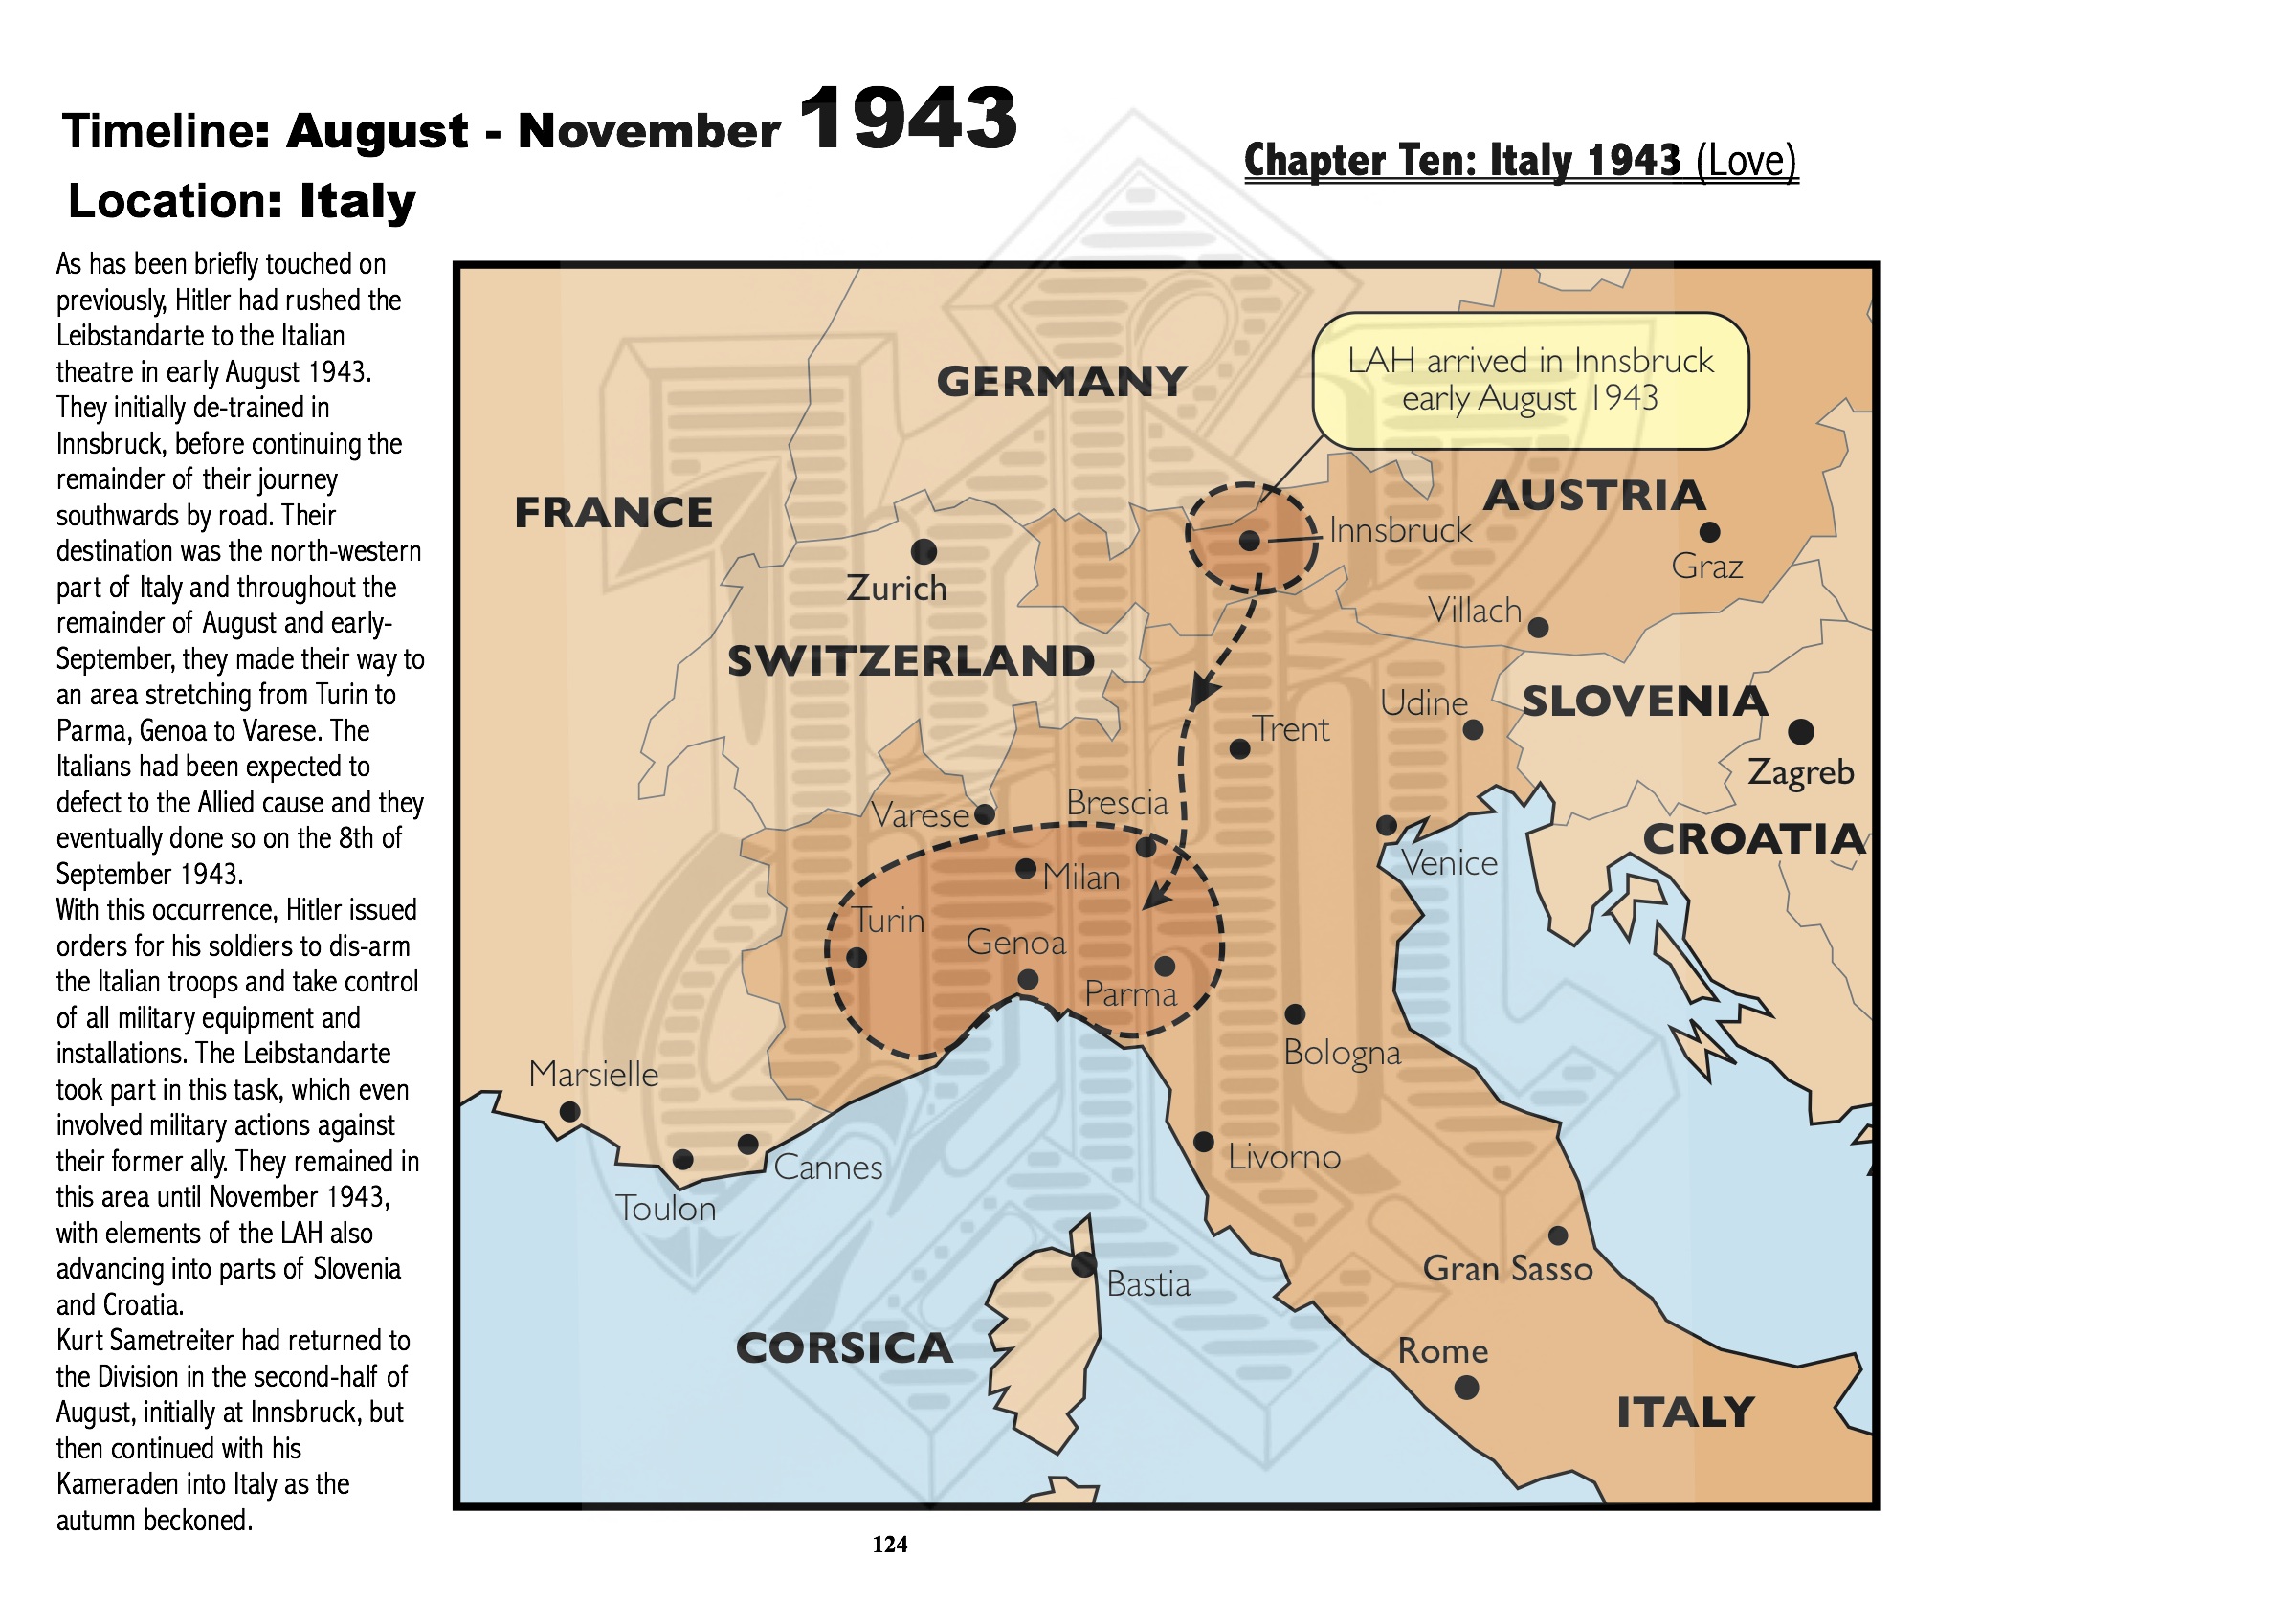 Timeline: August - November 1943
Location: Italy
Chapter Ten: Italy 1943 (Love)
As has been briefly touched on
previously, Hitler had rushed the
Leibstandarte to the Italian
theatre in early August 1943.
They initially de-trained in
Innsbruck, before continuing the
remainder of their journey
southwards by road. Their
destination was the north-western
part of Italy and throughout the
remainder of August and early-
September, they made their way to
an area stretching from Turin to
Parma, Genoa to Varese. The
Italians had been expected to
defect to the Allied cause and they
eventually done so on the 8th of
September 1943.
With this occurrence, Hitler issued
orders for his soldiers to dis-arm
the Italian troops and take control
of all military equipment and
installations. The Leibstandarte
took part in this task, which even
involved military actions against
their former ally. They remained in
this area until November 1943,
with elements of the LAH also
advancing into parts of Slovenia
and Croatia.
Kurt Sametreiter had returned to
the Division in the second-half of
August, initially at Innsbruck, but
then continued with his
Kameraden into Italy as the
autumn beckoned.
LAH arrived in Innsbruck
early August 1943
GERMANY
FRANCE
AUSTRIA
Innsbruck
Graz
Zurich
Villach
SWITZERLAND
SLOVENIA
Udine
Trent
Zagreb
Varese
Brescia
CROATIA
Venice
Milan
Turin
Genoa
Parma
Bologna
Marsielle
Livorno
Cannes
Toulon
Gran Sasso
Bastia
CORSICA
Rome
ITALY
124